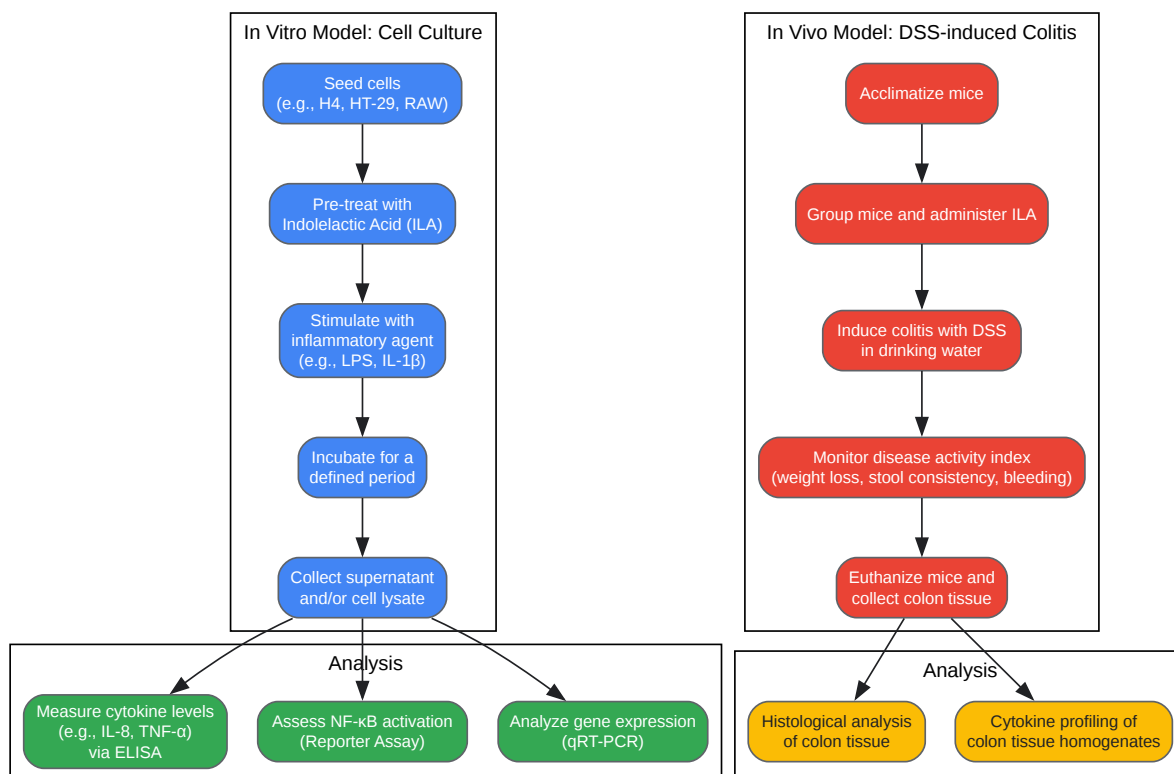 In Vitro Model: Cell Culture
Seed cells
(e.g., H4, HT-29, RAW)
Pre-treat with
Indolelactic Acid (ILA)
Stimulate with
inflammatory agent
(e.g., LPS, IL-1β)
Incubate for a
defined period
Collect supernatant
and/or cell lysate
Analysis
Measure cytokine levels
(e.g., IL-8, TNF-α)
via ELISA
Assess NF-κB activation
(Reporter Assay)
Analyze gene expression
(qRT-PCR)
In Vivo Model: DSS-induced Colitis
Acclimatize mice
Group mice and administer ILA
Induce colitis with DSS
in drinking water
Monitor disease activity index
(weight loss, stool consistency, bleeding)
Euthanize mice and
collect colon tissue
Analysis
Histological analysis
of colon tissue
Cytokine profiling of
colon tissue homogenates